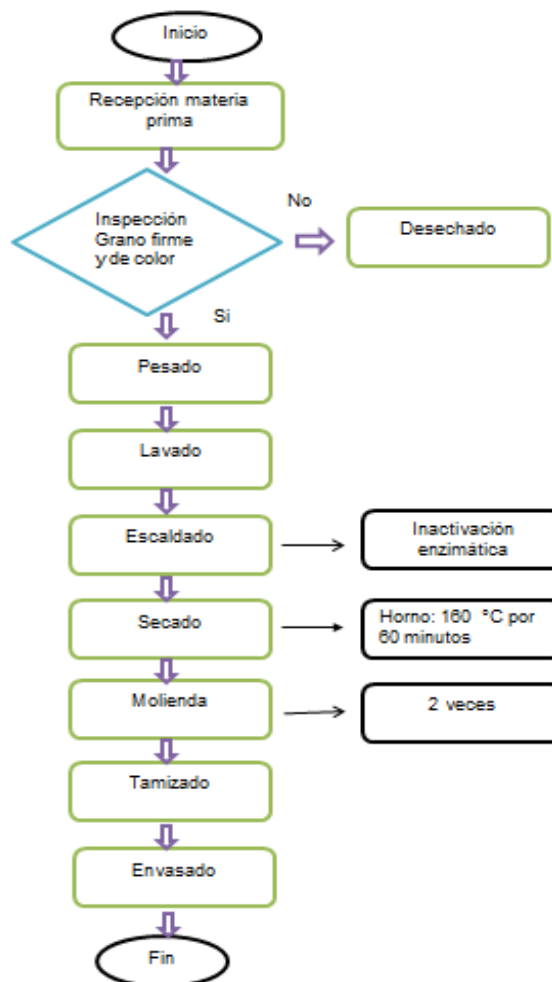 Inicio
Recepción materia
prima
Inspección
Grano firme
y de color
No
Desechado
Si
Pesado
Lavado
Escaldado
Inactivación
enzimática
Secado
Horno: 160 °C por
60 minutos
Molienda
2 veces
Tamizado
Envasado
Fin